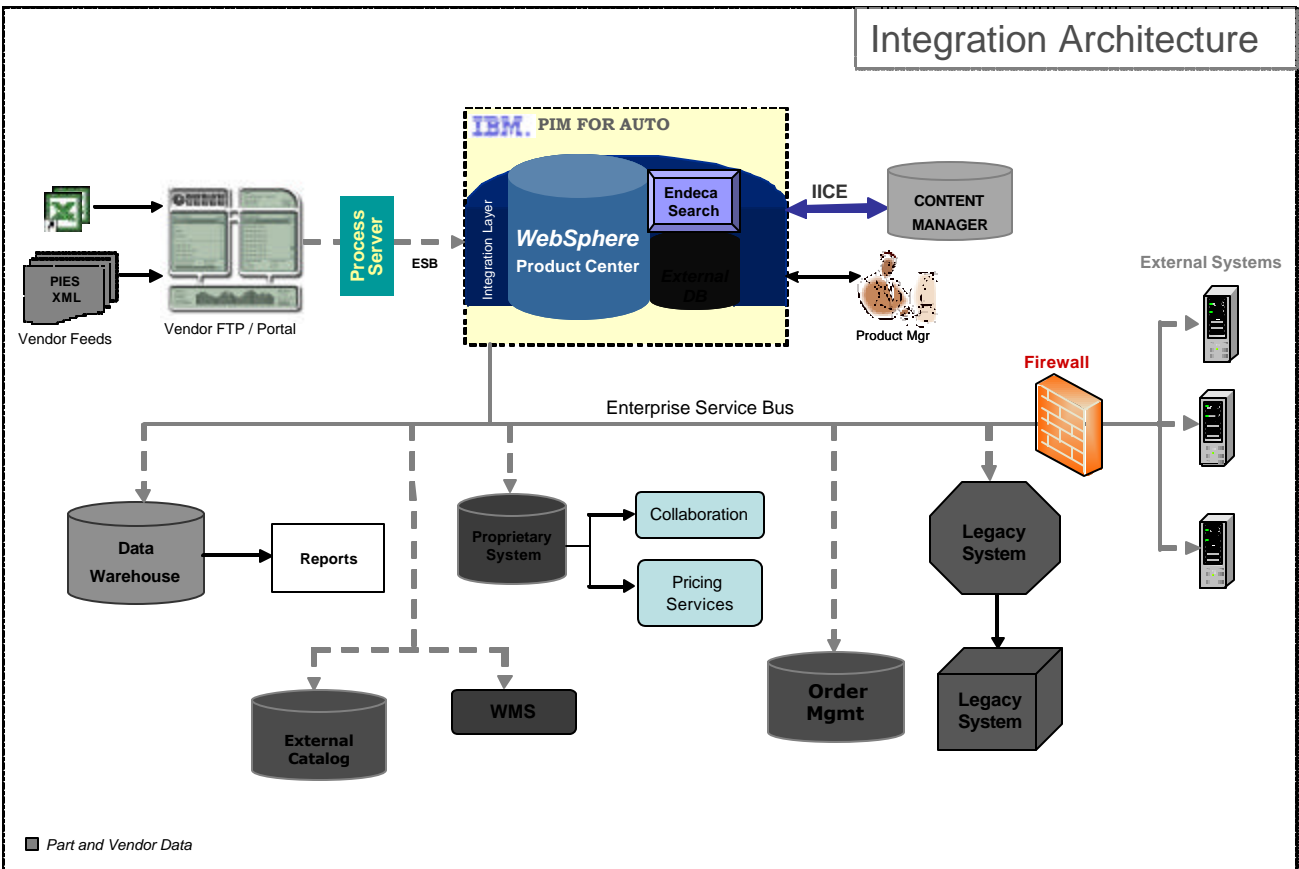 Integration Architecture
IBM. PIM FOR AUTO
Integration Layer
WebSphere
Product Center
Endeca
Search
External
DB
IICE
CONTENT
MANAGER
Product Mgr
PIES
XML
Vendor Feeds
Vendor FTP / Portal
Process
Server
ESB
External Systems
Firewall
Enterprise Service Bus
Data
Warehouse
Reports
Proprietary
System
Collaboration
Pricing
Services
Legacy
System
External
Catalog
WMS
Order
Mgmt
Legacy
System
Part and Vendor Data